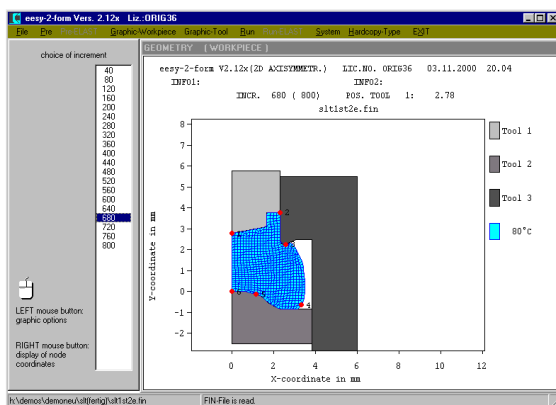 eesy-2-form Vers. 2.12x Liz.:ORIG36
File Pre Graphic-Workpiece Graphic-Tool Run System Hardcopy-Type EXIT
choice of increment
40
80
120
160
200
240
280
320
360
400
440
480
520
560
600
640
680
720
760
800
LEFT mouse button:
graphic options
RIGHT mouse button:
display of node
coordinates
GEOMETRY (WORKPIECE)
eesy-2-form V2.12x(2D AXISYMMETR.) LIC.NO. ORIG36 03.11.2000 20.04
INFO1: INFO2:
INCR. 680 ( 800) POS. TOOL 1: 2.78
slt1st2e.fin
Y-coordinate in mm
8
7
6
5
4
3
2
1
0
-1
-2
2
4
0 2 4 6 8 10 12
X-coordinate in mm
Tool 1
Tool 2
Tool 3
80°C
h:\demos\demoneu\slt(fertig)\slt1st2e.fin
FIN-File is read.